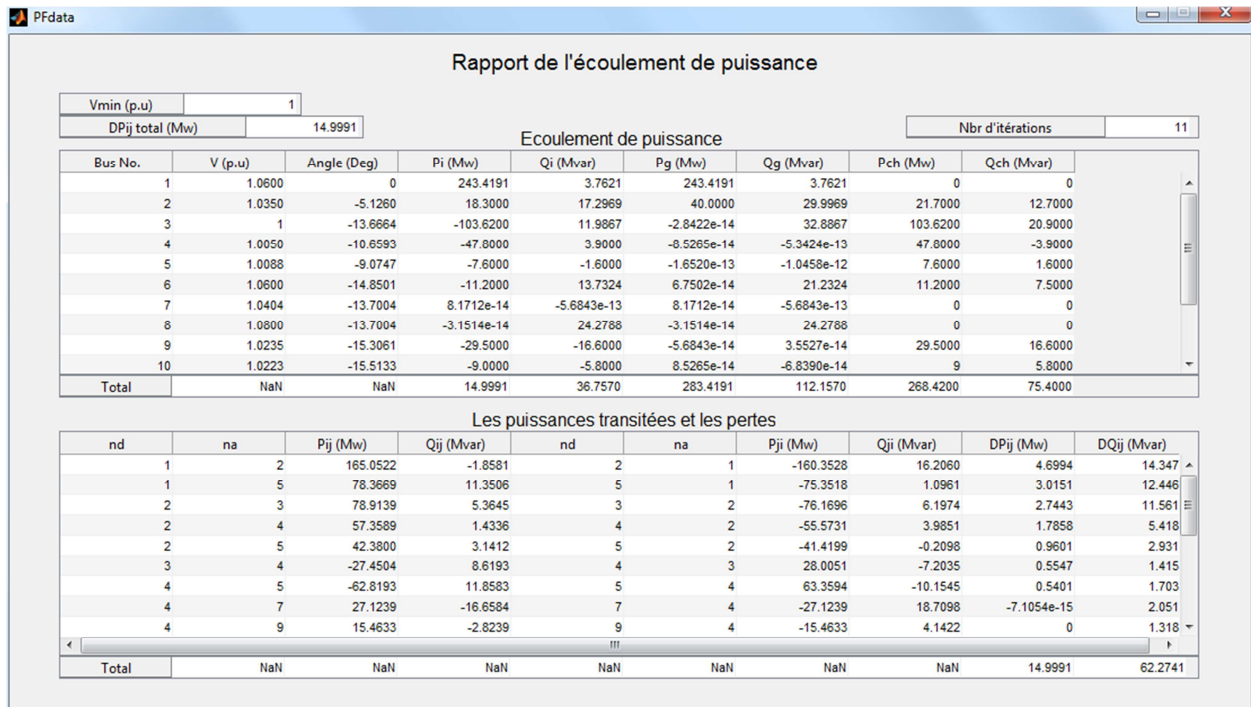 PFdata
Rapport de l'écoulement de puissance
Vmin (p.u) 1
DPij total (Mw) 14.9991 Nbr d'itérations 11
Ecoulement de puissance
Bus No. V (p.u) Angle (Deg) Pi (Mw) Qi (Mvar) Pg (Mw) Qg (Mvar) Pch (Mw) Qch (Mvar)
1 1.0600 0 243.4191 3.7621 243.4191 3.7621 0 0
2 1.0350 -5.1260 18.3000 17.2969 40.0000 29.9969 21.7000 12.7000
3 1 -13.6664 -103.6200 11.9867 -2.8422e-14 32.8867 103.6200 20.9000
4 1.0050 -10.6593 -47.8000 3.9000 -8.5265e-14 -5.3424e-13 47.8000 -3.9000
5 1.0088 -9.0747 -7.6000 -1.6000 -1.6520e-13 -1.0458e-12 7.6000 1.6000
6 1.0600 -14.8501 -11.2000 13.7324 6.7502e-14 21.2324 11.2000 7.5000
7 1.0404 -13.7004 8.1712e-14 -5.6843e-13 8.1712e-14 -5.6843e-13 0 0
8 1.0800 -13.7004 -3.1514e-14 24.2788 -3.1514e-14 24.2788 0 0
9 1.0235 -15.3061 -29.5000 -16.6000 -5.6843e-14 3.5527e-14 29.5000 16.6000
10 1.0223 -15.5133 -9.0000 -5.8000 8.5265e-14 -6.8390e-14 9 5.8000
Total NaN NaN 14.9991 36.7570 283.4191 112.1570 268.4200 75.4000
Les puissances transitées et les pertes
nd na Pij (Mw) Qij (Mvar) nd na Pji (Mw) Qji (Mvar) DPij (Mw) DQij (Mvar)
1 2 165.0522 -1.8581 2 1 -160.3528 16.2060 4.6994 14.347
1 5 78.3669 11.3506 5 1 -75.3518 1.0961 3.0151 12.446
2 3 78.9139 5.3645 3 2 -76.1696 6.1974 2.7443 11.561
2 4 57.3589 1.4336 4 2 -55.5731 3.9851 1.7858 5.418
2 5 42.3800 3.1412 5 2 -41.4199 -0.2098 0.9601 2.931
3 4 -27.4504 8.6193 4 3 28.0051 -7.2035 0.5547 1.415
4 5 -62.8193 11.8583 5 4 63.3594 -10.1545 0.5401 1.703
4 7 27.1239 -16.6584 7 4 -27.1239 18.7098 -7.1054e-15 2.051
4 9 15.4633 -2.8239 9 4 -15.4633 4.1422 0 1.318
Total NaN NaN NaN NaN NaN NaN NaN 14.9991 62.2741